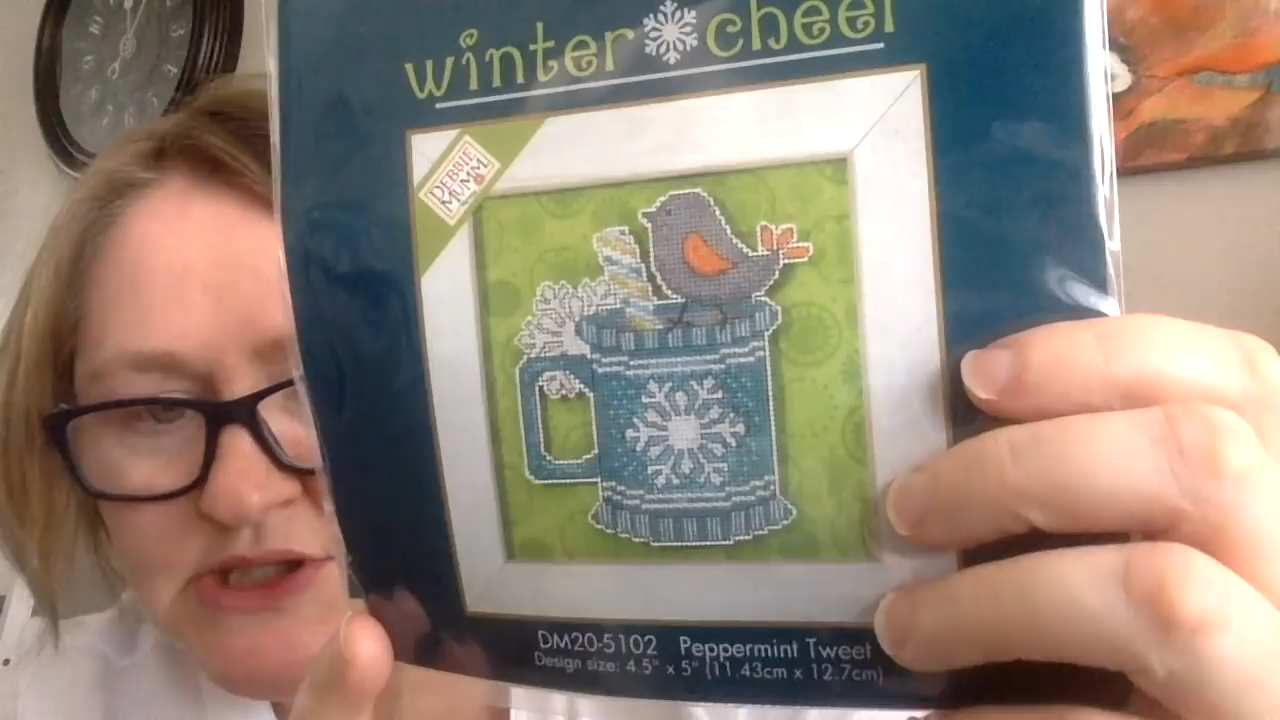 winter cheer
DEBBIE
MUMM
DM20-5102 Peppermint Tweet
Design size: 4.5" x 5" (11.43cm x 12.7cm)